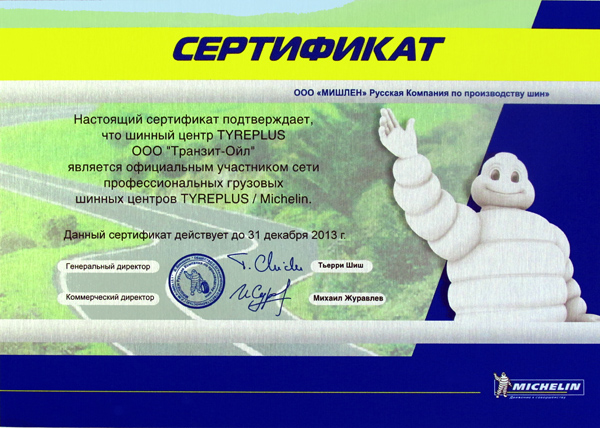 СЕРТИФИКАТ
ООО «МИШЛЕН» Русская Компания по производству шин»
Настоящий сертификат подтверждает,
что шинный центр TYREPLUS
ООО "Транзит-Ойл"
является официальным участником сети
профессиональных грузовых
шинных центров TYREPLUS / Michelin.
Данный сертификат действует до 31 декабря 2013 г.
Генеральный директор
Тьерри Шиш
Коммерческий директор
Михаил Журавлев
MICHELIN
Движение к совершенству